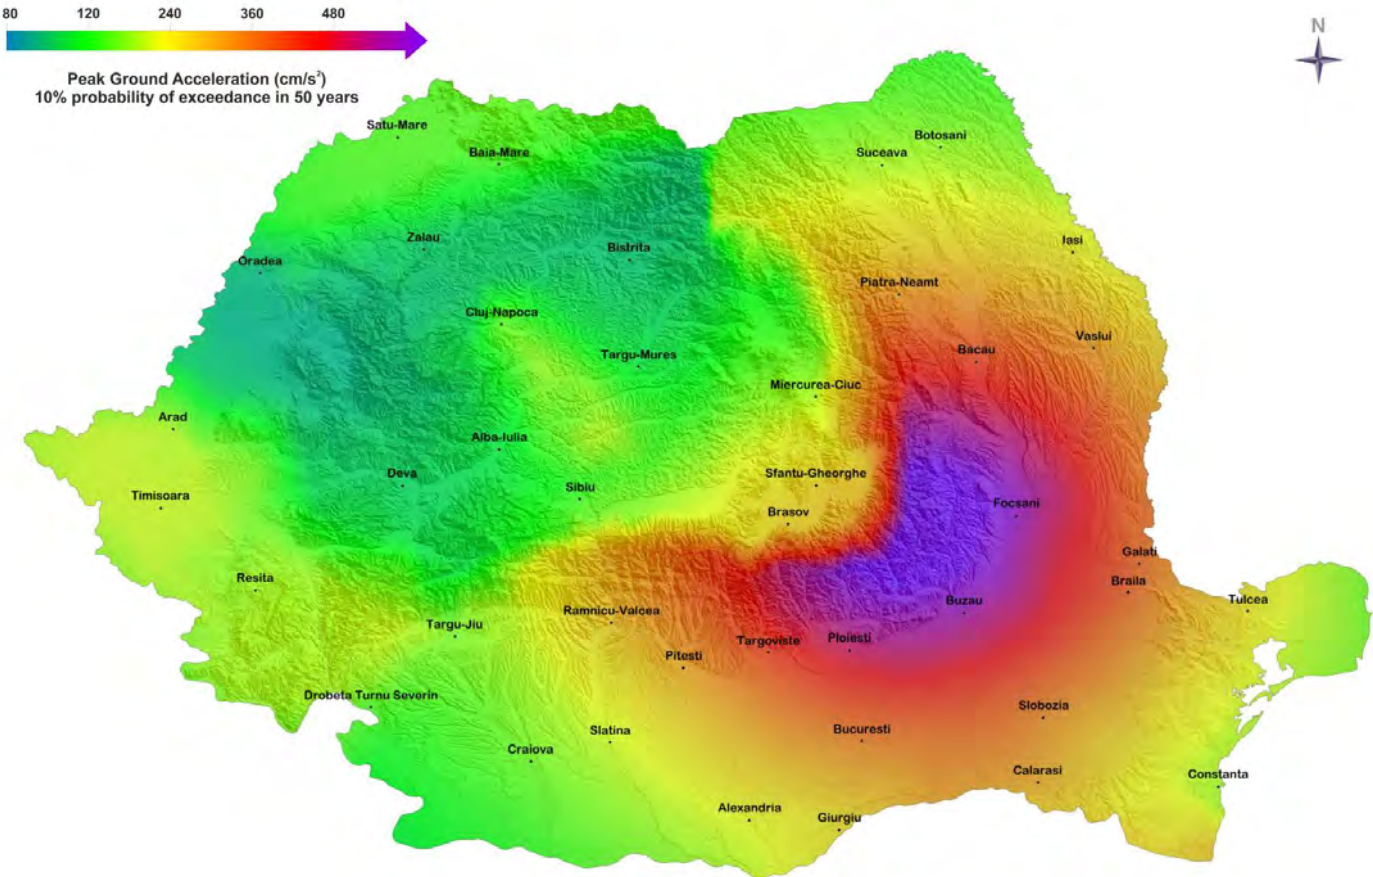 80 120 240 360 480
N
Peak Ground Acceleration (cm/s²)
10% probability of exceedance in 50 years
Satu-Mare
Botosani
Baia-Mare
Suceava
Zalau
Iasi
Bistrita
Oradea
Piatra-Neamt
Cluj-Napoca
Vaslui
Bacau
Targu-Mures
Miercurea-Ciuc
Arad
Alba-Iulia
Deva
Sfantu-Gheorghe
Sibiu
Timisoara
Focsani
Brasov
Galati
Resita
Braila
Buzau
Tulcea
Ramnicu-Valcea
Targu-Jiu
Ploiesti
Targoviste
Pitesti
Drobeta Turnu Severin
Slobozia
Slatina
Bucuresti
Craiova
Calarasi
Constanta
Alexandria
Giurgiu